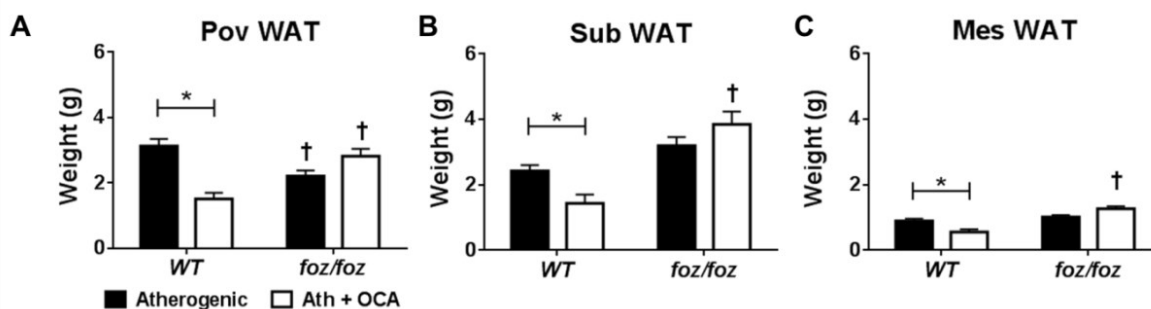 A
Pov WAT
Weight (g)
6
4
2
0
*
†
†
WT
foz/foz
Atherogenic
Ath + OCA
B
Sub WAT
Weight (g)
6
4
2
0
*
†
WT
foz/foz
C
Mes WAT
Weight (g)
6
4
2
0
*
†
WT
foz/foz